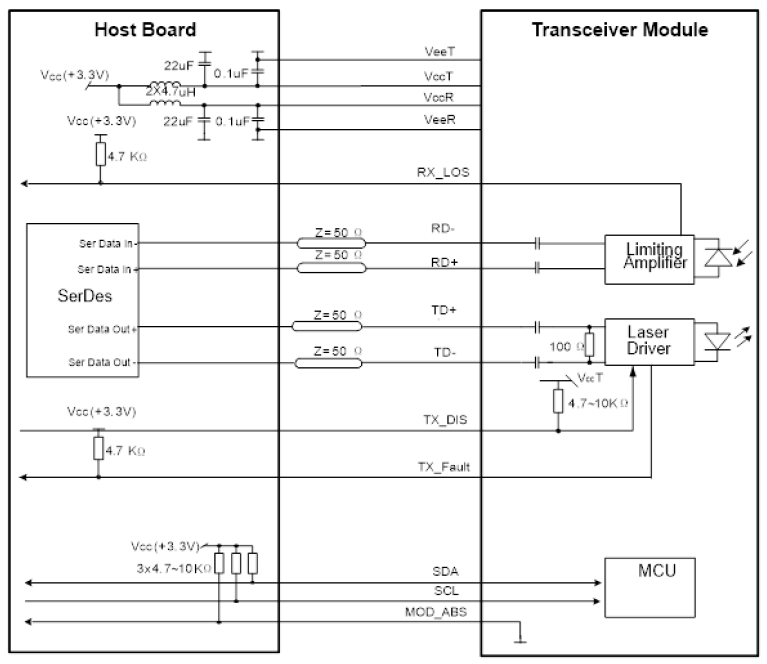 Host Board
Transceiver Module
VeeT
22uF
0.1uF
Vcc(+3.3V)
VccT
2X4.7uH
VccR
Vcc(+3.3V)
22uF
0.1uF
VeeR
4.7 KΩ
RX_LOS
RD-
Z=50 Ω
Ser Data In-
Limiting
Amplifier
Z=50 Ω
RD+
Ser Data In+
SerDes
TD+
Z=50 Ω
Ser Data Out+
Laser
Driver
100 Ω
Z=50 Ω
TD-
Ser Data Out-
VccT
4.7~10KΩ
Vcc(+3.3V)
TX_DIS
4.7 KΩ
TX_Fault
Vcc(+3.3V)
3x4.7~10KΩ
SDA
MCU
SCL
MOD_ABS